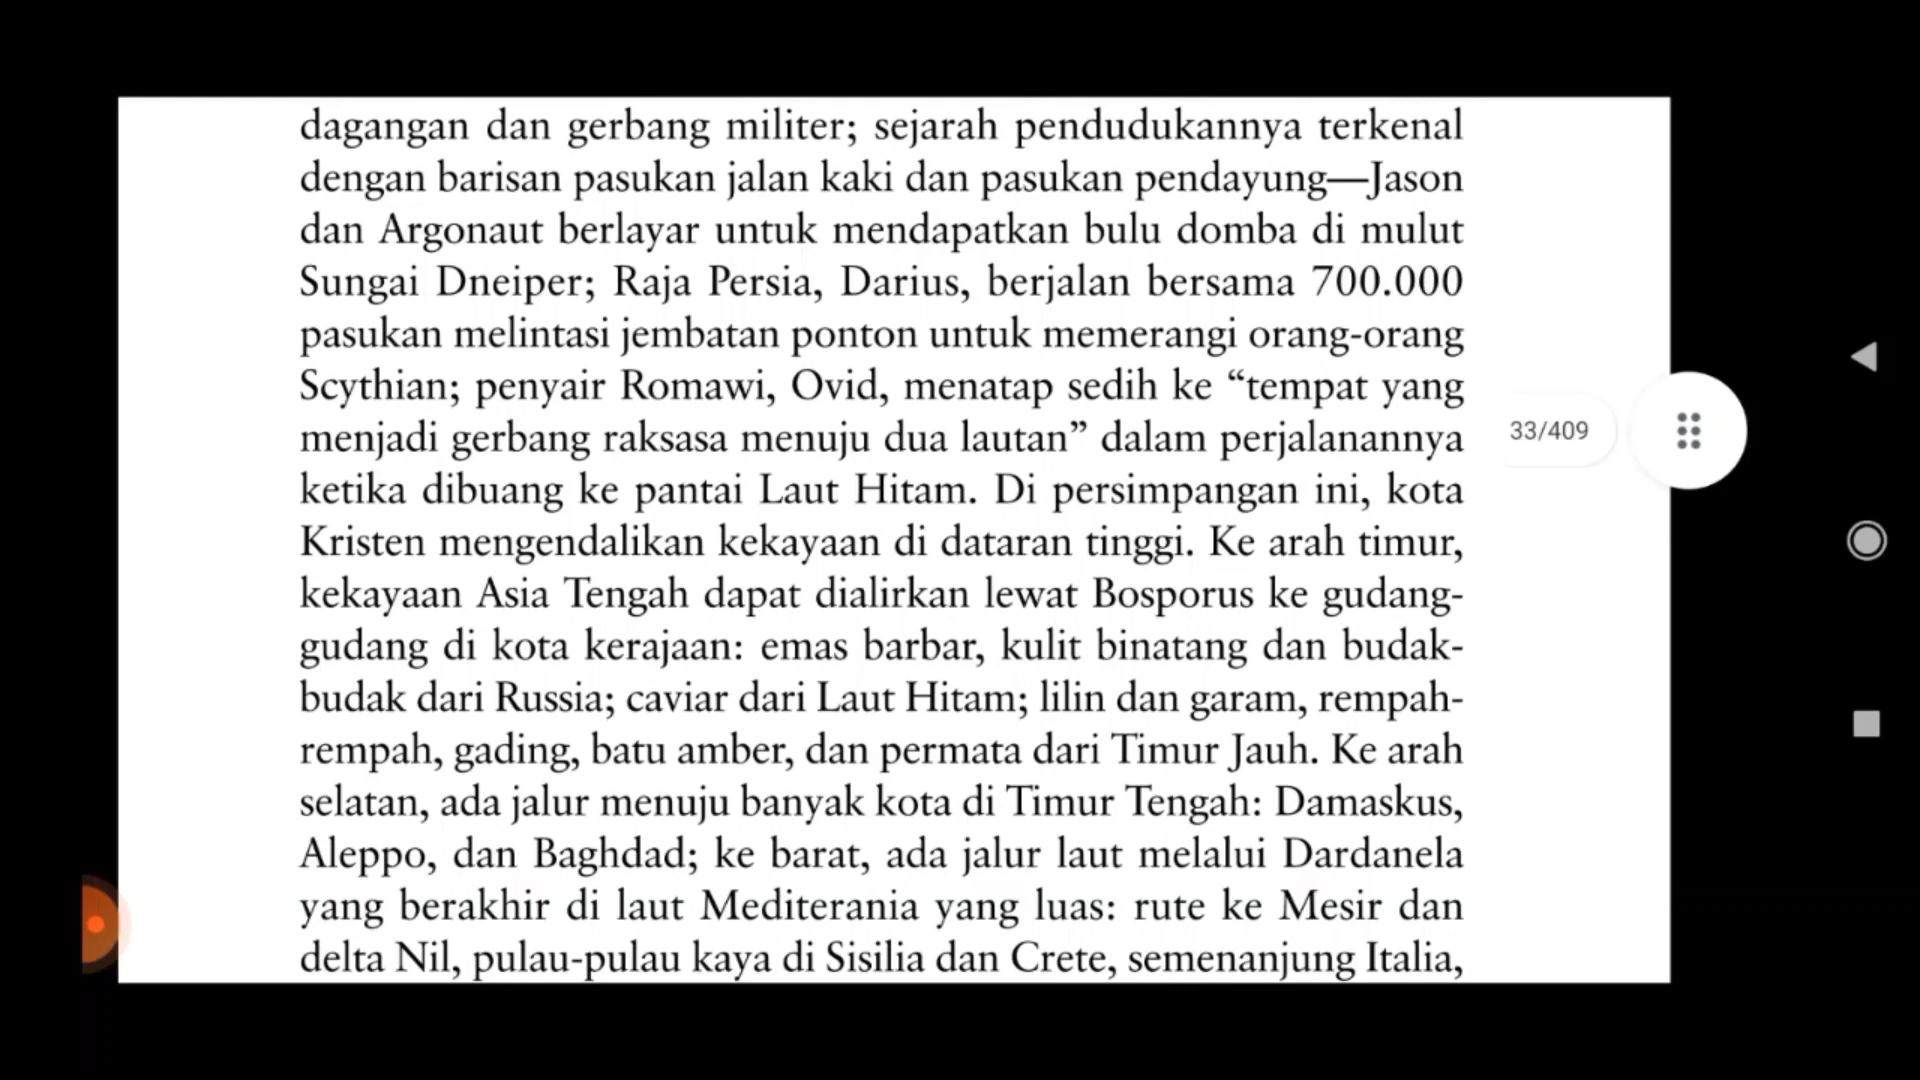 dagangan dan gerbang militer; sejarah pendudukannya terkenal
dengan barisan pasukan jalan kaki dan pasukan pendayung—Jason
dan Argonaut berlayar untuk mendapatkan bulu domba di mulut
Sungai Dneiper; Raja Persia, Darius, berjalan bersama 700.000
pasukan melintasi jembatan ponton untuk memerangi orang-orang
Scythian; penyair Romawi, Ovid, menatap sedih ke “tempat yang
menjadi gerbang raksasa menuju dua lautan” dalam perjalanannya
ketika dibuang ke pantai Laut Hitam. Di persimpangan ini, kota
Kristen mengendalikan kekayaan di dataran tinggi. Ke arah timur,
kekayaan Asia Tengah dapat dialirkan lewat Bosporus ke gudang-
gudang di kota kerajaan: emas barbar, kulit binatang dan budak-
budak dari Russia; caviar dari Laut Hitam; lilin dan garam, rempah-
rempah, gading, batu amber, dan permata dari Timur Jauh. Ke arah
selatan, ada jalur menuju banyak kota di Timur Tengah: Damaskus,
Aleppo, dan Baghdad; ke barat, ada jalur laut melalui Dardanela
yang berakhir di laut Mediterania yang luas: rute ke Mesir dan
delta Nil, pulau-pulau kaya di Sisilia dan Crete, semenanjung Italia,
33/409